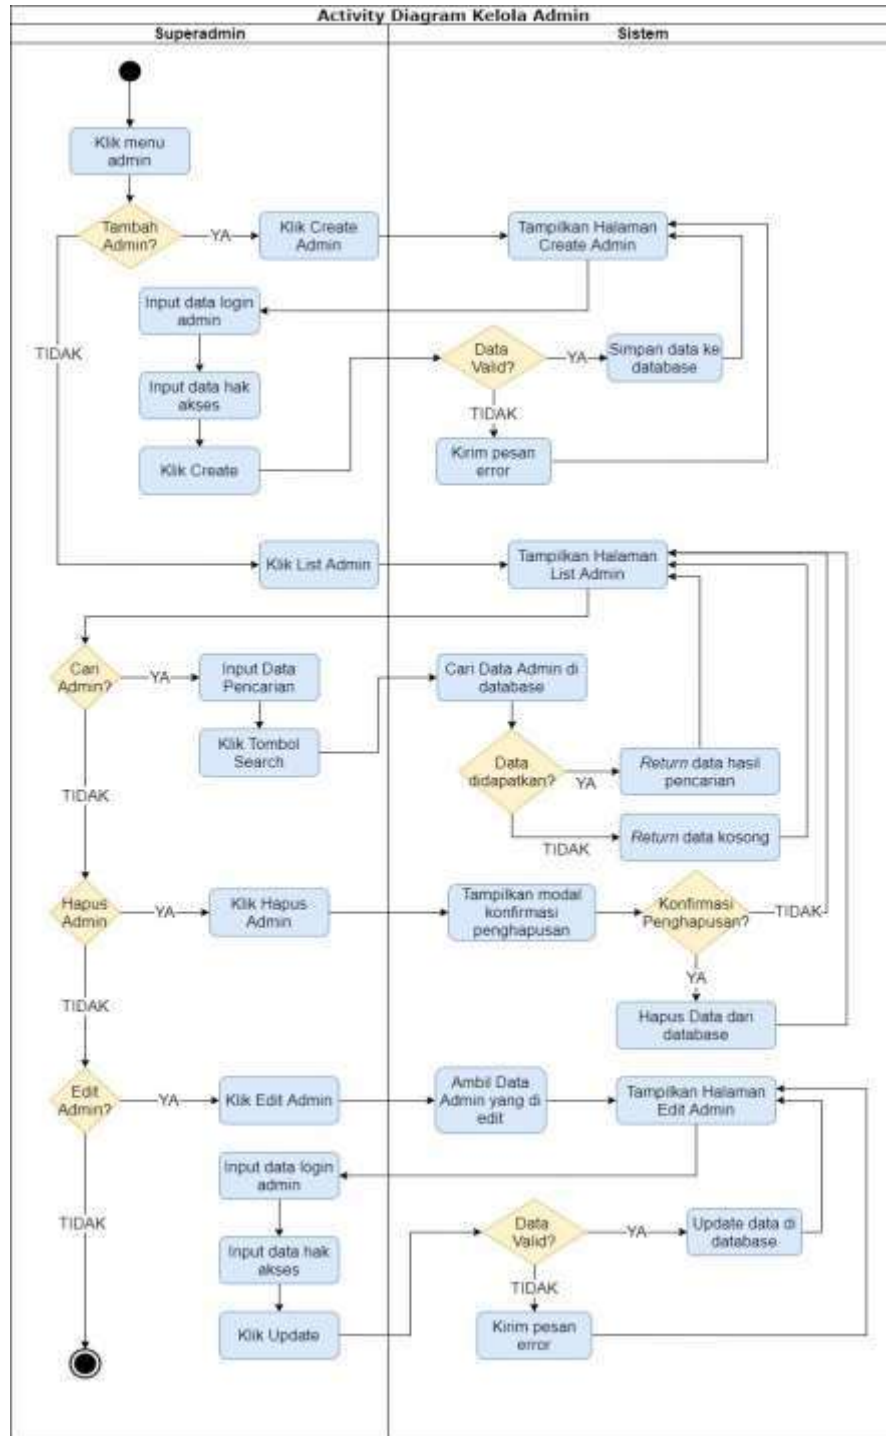 Activity Diagram Kelola Admin
Superadmin
Sistem
Klik menu
admin
Tambah
Admin?
YA
Klik Create
Admin
Tampilkan Halaman
Create Admin
Input data login
admin
TIDAK
Data
Valid?
YA
Simpan data ke
database
Input data hak
akses
TIDAK
Klik Create
Kirim pesan
error
Klik List Admin
Tampilkan Halaman
List Admin
Cari
Admin?
YA
Input Data
Pencarian
Cari Data Admin di
database
Klik Tombol
Search
Data
didapatkan?
YA
Return data hasil
pencarian
TIDAK
TIDAK
Return data kosong
Hapus
Admin
YA
Klik Hapus
Admin
Tampilkan modal
konfirmasi
penghapusan
Konfirmasi
Penghapusan?
TIDAK
YA
TIDAK
Hapus Data dari
database
Edit
Admin?
YA
Klik Edit Admin
Ambil Data
Admin yang di
edit
Tampilkan Halaman
Edit Admin
Input data login
admin
TIDAK
Data
Valid?
YA
Update data di
database
Input data hak
akses
TIDAK
Klik Update
Kirim pesan
error